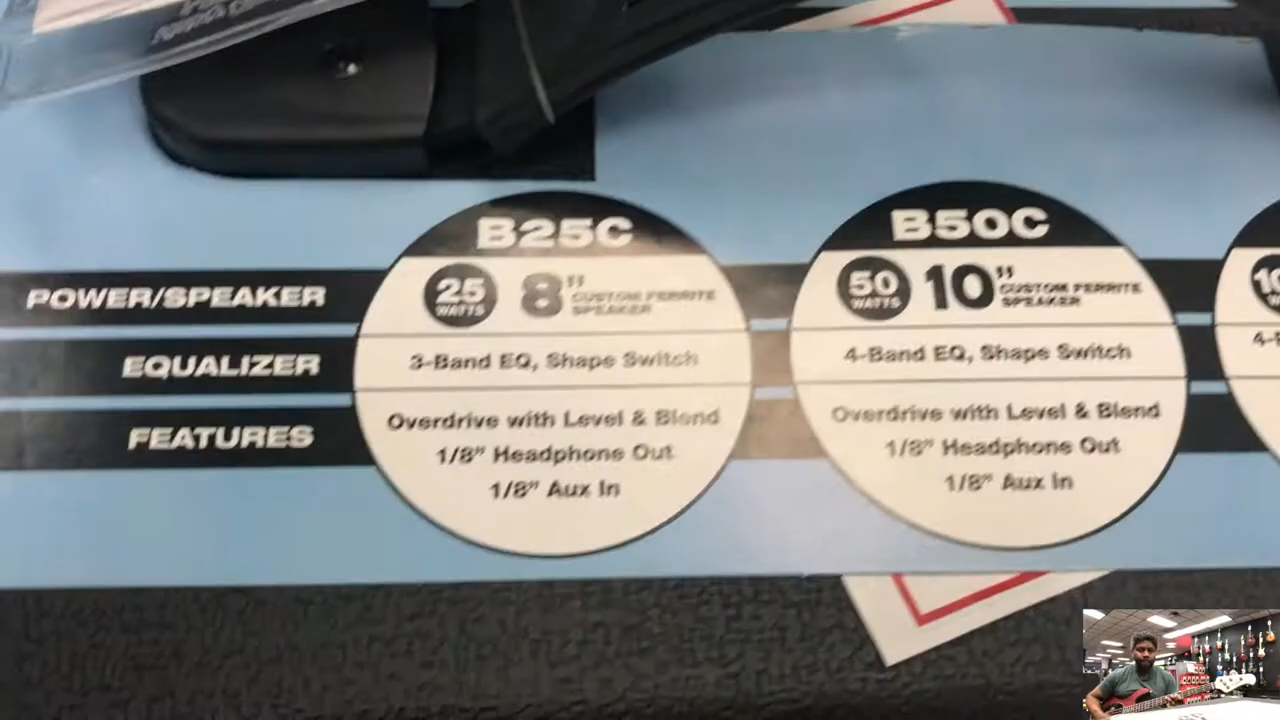 B25C
B50C
POWER/SPEAKER
25 WATTS
8" CUSTOM FERRITE SPEAKER
50 WATTS
10" CUSTOM FERRITE SPEAKER
EQUALIZER
3-Band EQ, Shape Switch
4-Band EQ, Shape Switch
FEATURES
Overdrive with Level & Blend
1/8" Headphone Out
1/8" Aux In
Overdrive with Level & Blend
1/8" Headphone Out
1/8" Aux In